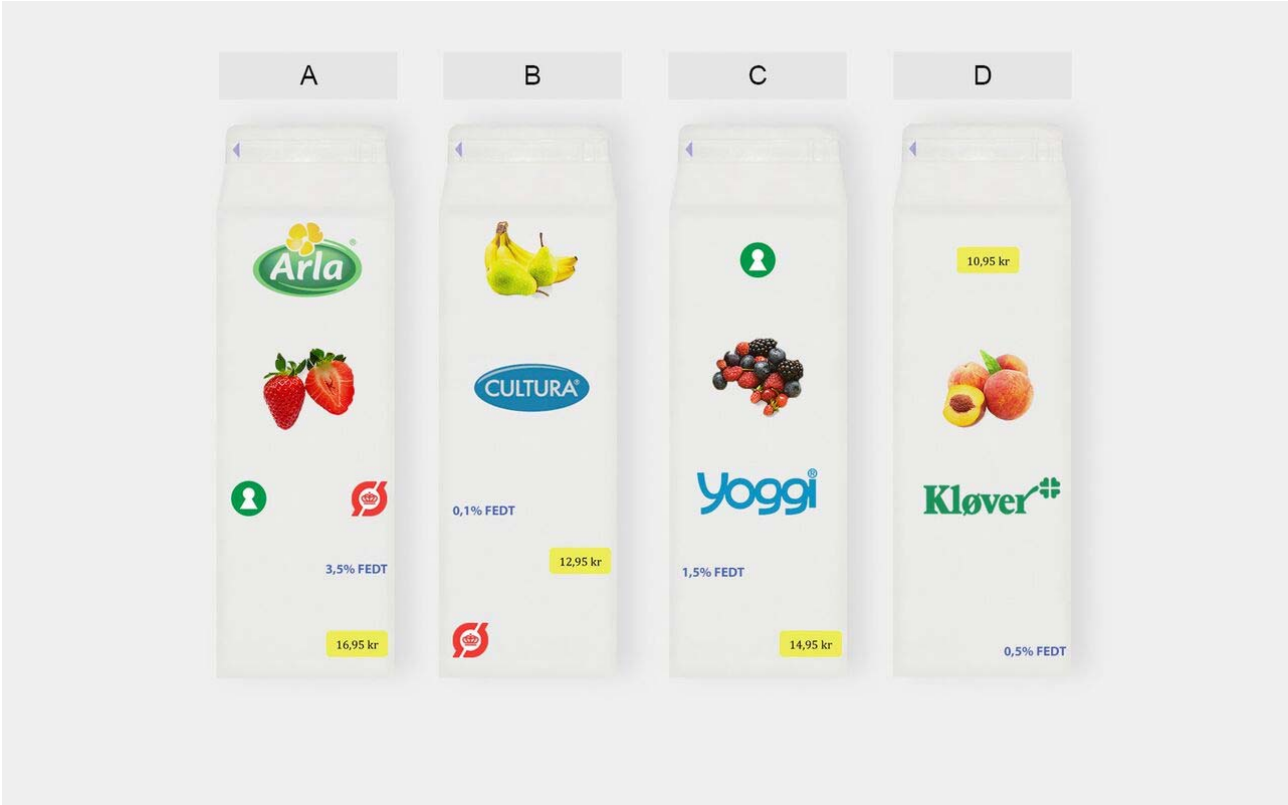 A
B
C
D
Arla®
3,5% FEDT
16,95 kr
CULTURA®
0,1% FEDT
12,95 kr
Yoggi®
1,5% FEDT
14,95 kr
10,95 kr
Kløver
0,5% FEDT